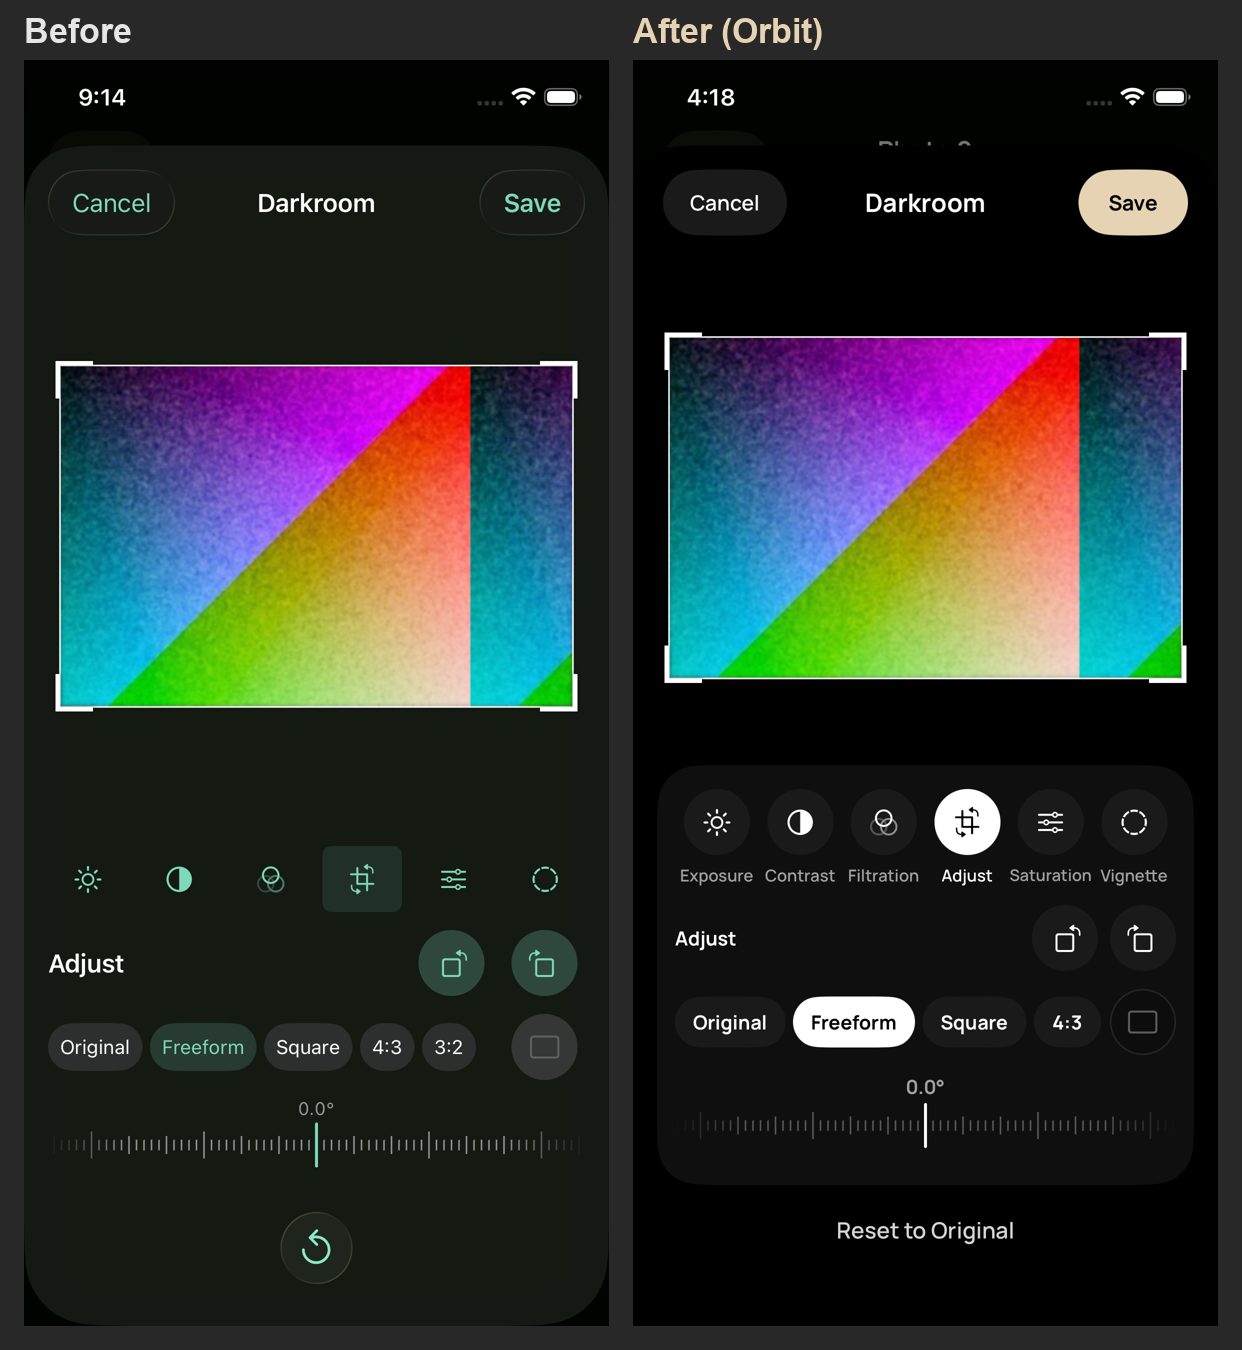 Before
9:14
Cancel
Darkroom
Save
Adjust
Original
Freeform
Square
4:3
3:2
0.0°
After (Orbit)
4:18
Cancel
Darkroom
Save
Exposure
Contrast
Filtration
Adjust
Saturation
Vignette
Adjust
Original
Freeform
Square
4:3
0.0°
Reset to Original